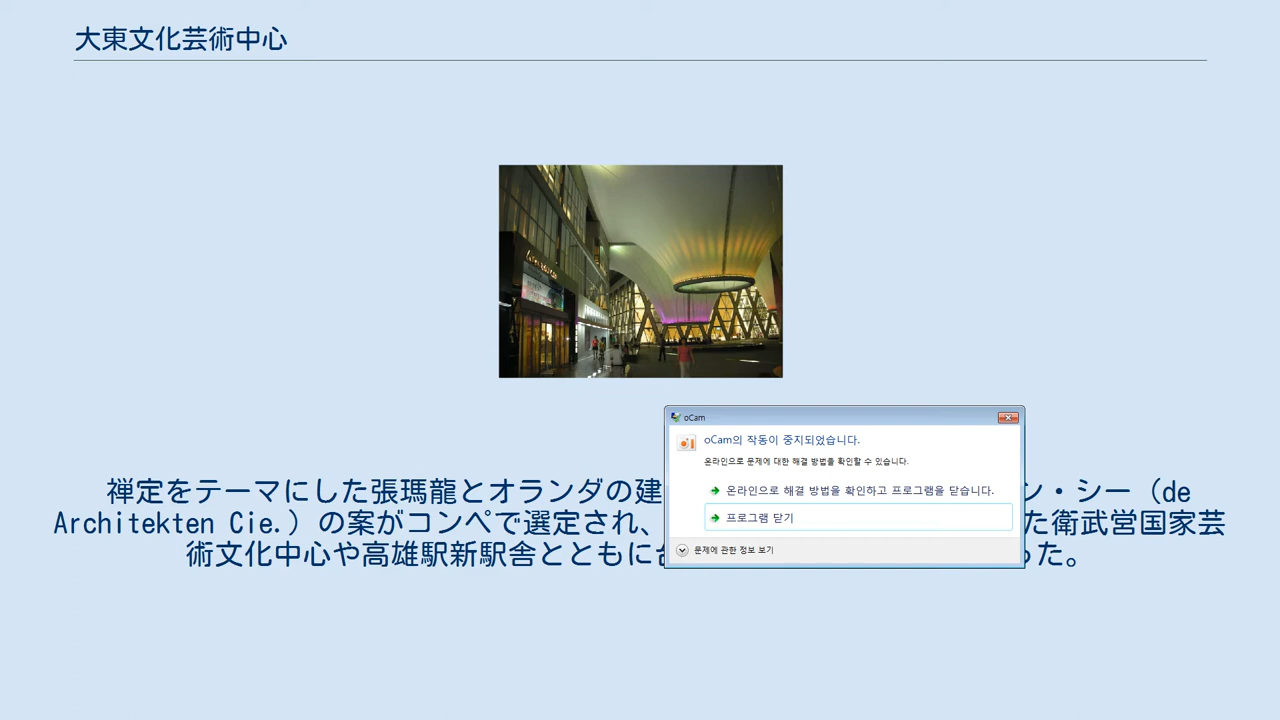 大東文化芸術中心
oCam
oCam의 작동이 중지되었습니다.
온라인으로 문제에 대한 해결 방법을 확인할 수 있습니다.
온라인으로 해결 방법을 확인하고 프로그램을 닫습니다.
프로그램 닫기
문제에 관한 정보 보기
禅定をテーマにした張瑪龍とオランダの建 ン・シー（de
Architekten Cie.）の案がコンペで選定され、 た衛武営国家芸
術文化中心や高雄駅新駅舎とともに った。